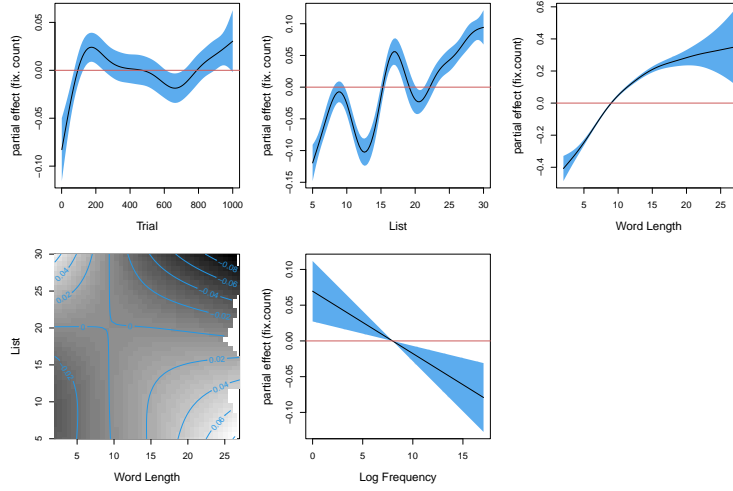 partial effect (fix. count)
0.05
0.00
-0.05
-0.10
0 200 400 600 800 1000
Trial
partial effect (fix. count)
0.10
0.05
0.00
-0.05
-0.10
-0.15
5 10 15 20 25 30
List
partial effect (fix.count)
0.6
0.4
0.2
0.0
-0.2
-0.4
5 10 15 20 25
Word Length
List
30
25
20
15
10
5
0.04
0.02
-0.08
-0.06
-0.04
-0.02
0
0
0.02
0.04
0.06
5 10 15 20 25
Word Length
partial effect (fix.count)
0.10
0.05
0.00
-0.05
-0.10
0 5 10 15
Log Frequency